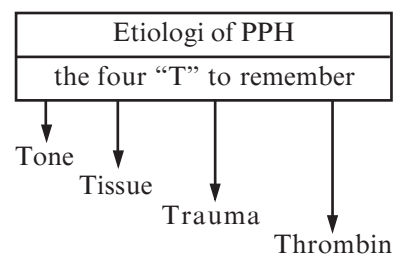 Etiologi of PPH
the four “T” to remember
Tone
Tissue
Trauma
Thrombin